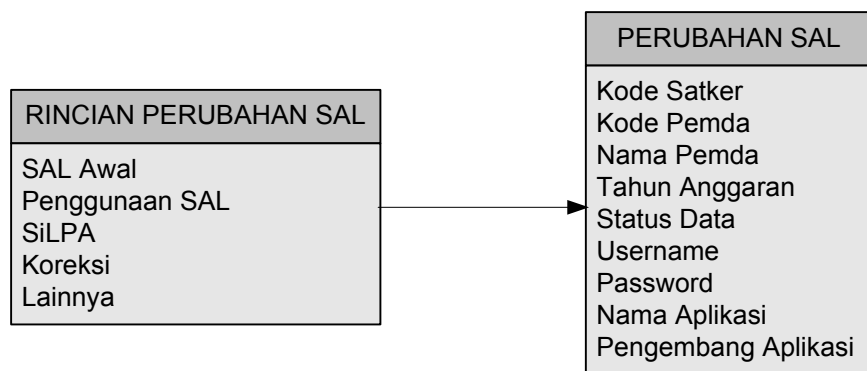 RINCIAN PERUBAHAN SAL
SAL Awal
Penggunaan SAL
SiLPA
Koreksi
Lainnya
PERUBAHAN SAL
Kode Satker
Kode Pemda
Nama Pemda
Tahun Anggaran
Status Data
Username
Password
Nama Aplikasi
Pengembang Aplikasi